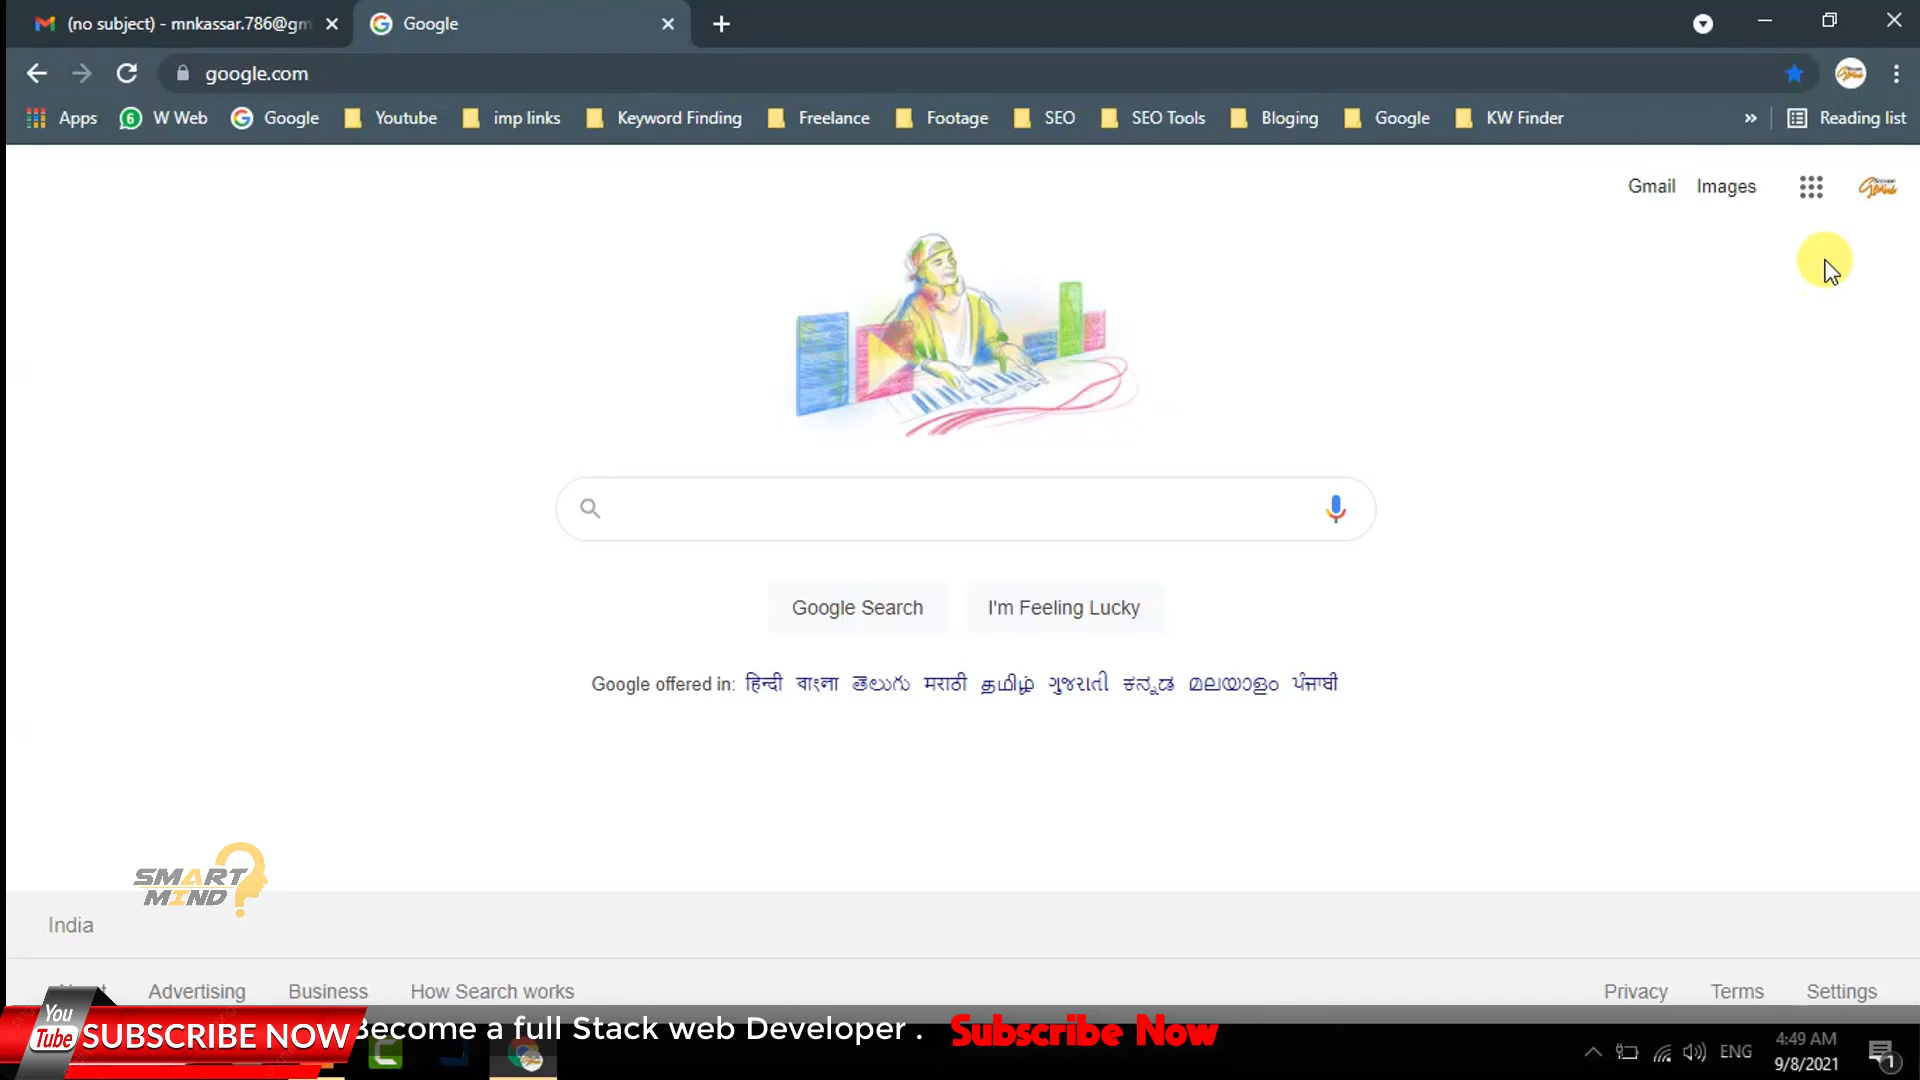 (no subject) - mnkassar.786@gm
Google
google.com
Apps
W Web
Google
Youtube
imp links
Keyword Finding
Freelance
Footage
SEO
SEO Tools
Bloging
Google
KW Finder
»
Reading list
Gmail
Images
Google Search
I'm Feeling Lucky
Google offered in: हिन्दी বাংলা తెలుగు मराठी தமிழ் ગુજરાતી ಕನ್ನಡ മലയാളം ਪੰਜਾਬੀ
SMART
MIND
India
Advertising
Business
How Search works
Privacy
Terms
Settings
You
Tube
SUBSCRIBE NOW
Become a full Stack web Developer .
Subscribe Now
ENG
4:49 AM
9/8/2021
1